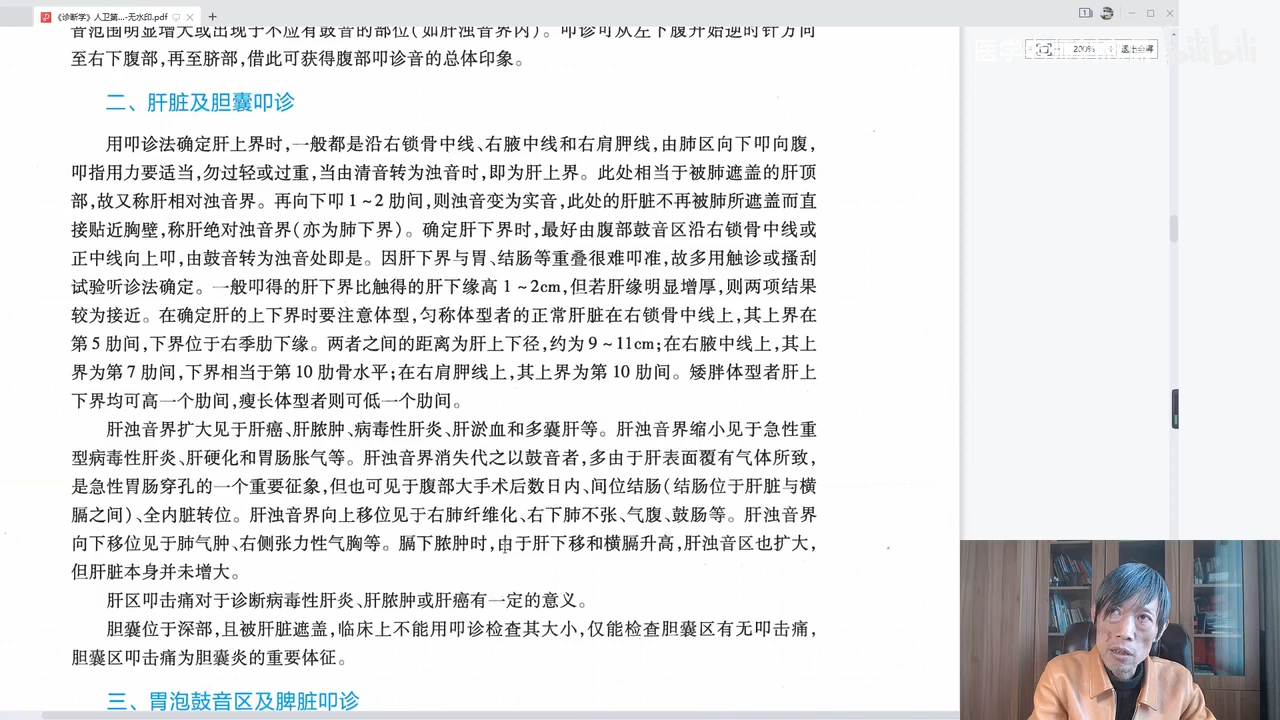 《诊断学》人卫第...-无水印.pdf
音范围明显增大或出现于不应有鼓音的部位(如肝浊音界内)。叩诊可从左下腹开始逆时针方向
至右下腹部,再至脐部,借此可获得腹部叩诊音的总体印象。
200%
退出全屏
bilibili
二、肝脏及胆囊叩诊
用叩诊法确定肝上界时,一般都是沿右锁骨中线、右腋中线和右肩胛线,由肺区向下叩向腹,
叩指用力要适当,勿过轻或过重,当由清音转为浊音时,即为肝上界。此处相当于被肺遮盖的肝顶
部,故又称肝相对浊音界。再向下叩1~2肋间,则浊音变为实音,此处的肝脏不再被肺所遮盖而直
接贴近胸壁,称肝绝对浊音界(亦为肺下界)。确定肝下界时,最好由腹部鼓音区沿右锁骨中线或
正中线向上叩,由鼓音转为浊音处即是。因肝下界与胃、结肠等重叠很难叩准,故多用触诊或搔刮
试验听诊法确定。一般叩得的肝下界比触得的肝下缘高1~2cm,但若肝缘明显增厚,则两项结果
较为接近。在确定肝的上下界时要注意体型,匀称体型者的正常肝脏在右锁骨中线上,其上界在
第5肋间,下界位于右季肋下缘。两者之间的距离为肝上下径,约为9~11cm;在右腋中线上,其上
界为第7肋间,下界相当于第10肋骨水平;在右肩胛线上,其上界为第10肋间。矮胖体型者肝上
下界均可高一个肋间,瘦长体型者则可低一个肋间。
肝浊音界扩大见于肝癌、肝脓肿、病毒性肝炎、肝淤血和多囊肝等。肝浊音界缩小见于急性重
型病毒性肝炎、肝硬化和胃肠胀气等。肝浊音界消失代之以鼓音者,多由于肝表面覆有气体所致,
是急性胃肠穿孔的一个重要征象,但也可见于腹部大手术后数日内、间位结肠(结肠位于肝脏与横
膈之间)、全内脏转位。肝浊音界向上移位见于右肺纤维化、右下肺不张、气腹、鼓肠等。肝浊音界
向下移位见于肺气肿、右侧张力性气胸等。膈下脓肿时,由于肝下移和横膈升高,肝浊音区也扩大,
但肝脏本身并未增大。
肝区叩击痛对于诊断病毒性肝炎、肝脓肿或肝癌有一定的意义。
胆囊位于深部,且被肝脏遮盖,临床上不能用叩诊检查其大小,仅能检查胆囊区有无叩击痛,
胆囊区叩击痛为胆囊炎的重要体征。
三、胃泡鼓音区及脾脏叩诊